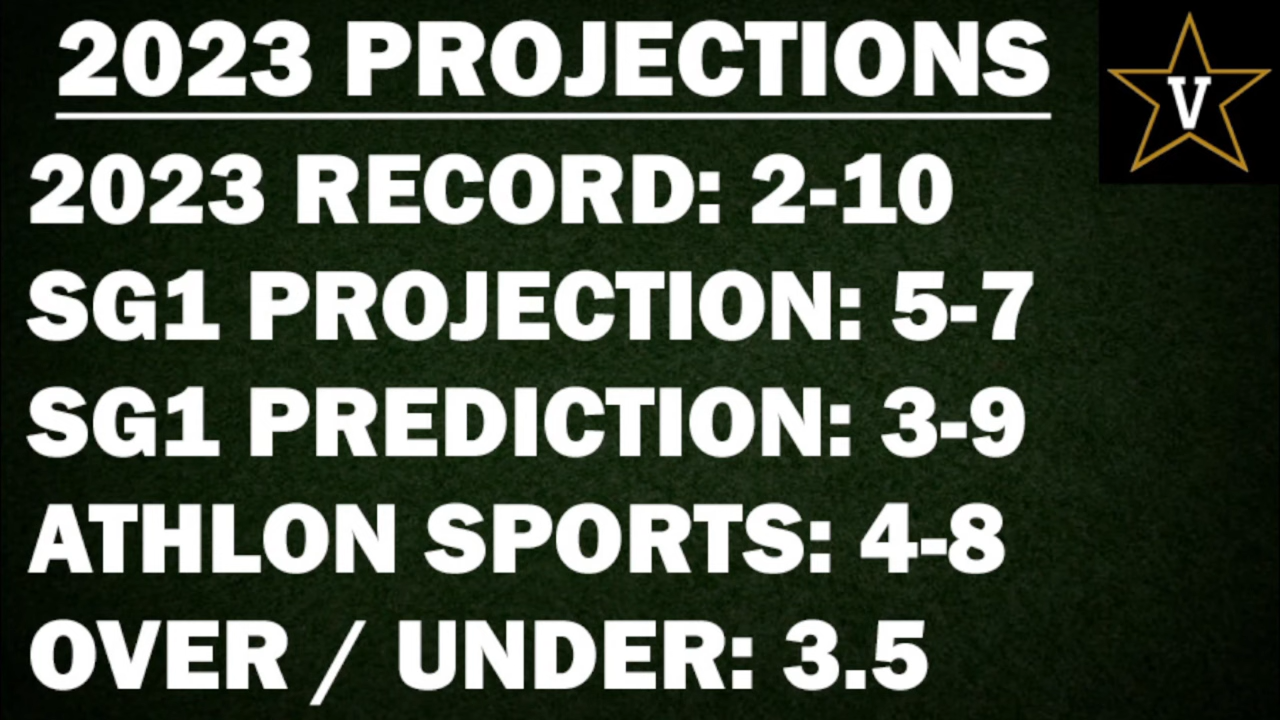 2023 PROJECTIONS
V
2023 RECORD: 2-10
SG1 PROJECTION: 5-7
SG1 PREDICTION: 3-9
ATHLON SPORTS: 4-8
OVER / UNDER: 3.5